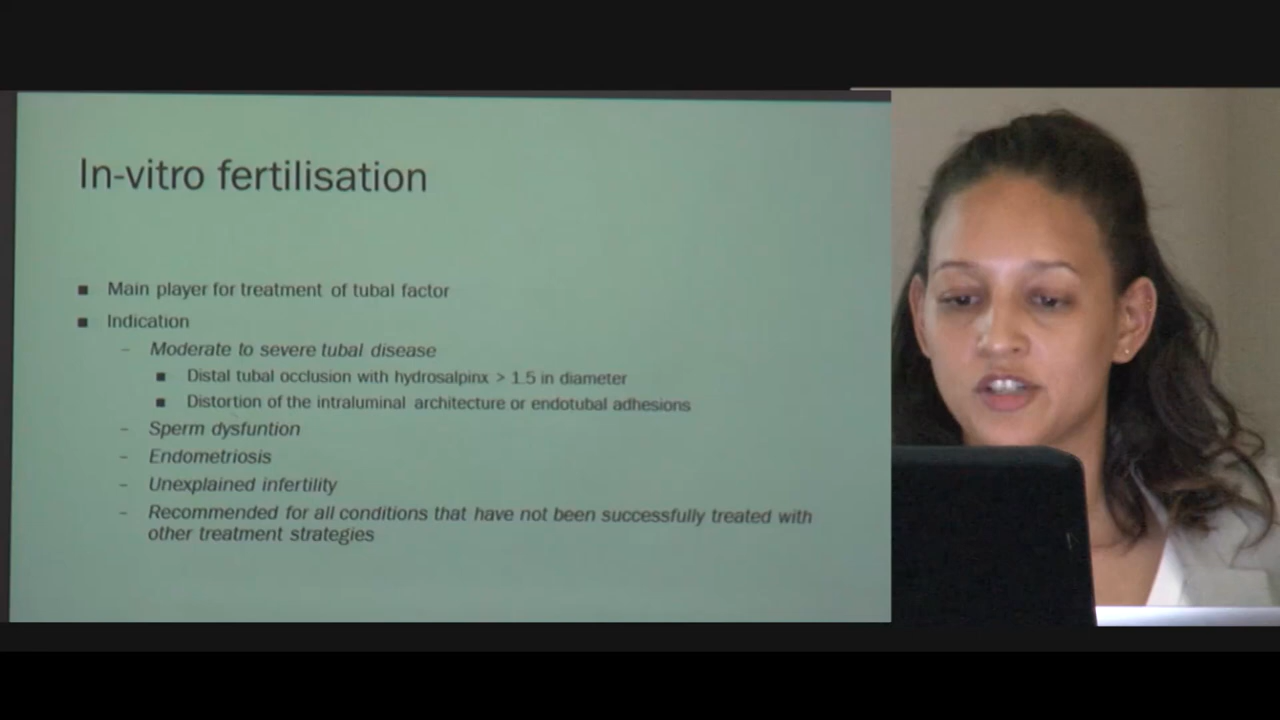 In-vitro fertilisation
■ Main player for treatment of tubal factor
■ Indication
– Moderate to severe tubal disease
■ Distal tubal occlusion with hydrosalpinx > 1.5 in diameter
■ Distortion of the intraluminal architecture or endotubal adhesions
– Sperm dysfuntion
– Endometriosis
– Unexplained infertility
– Recommended for all conditions that have not been successfully treated with
other treatment strategies